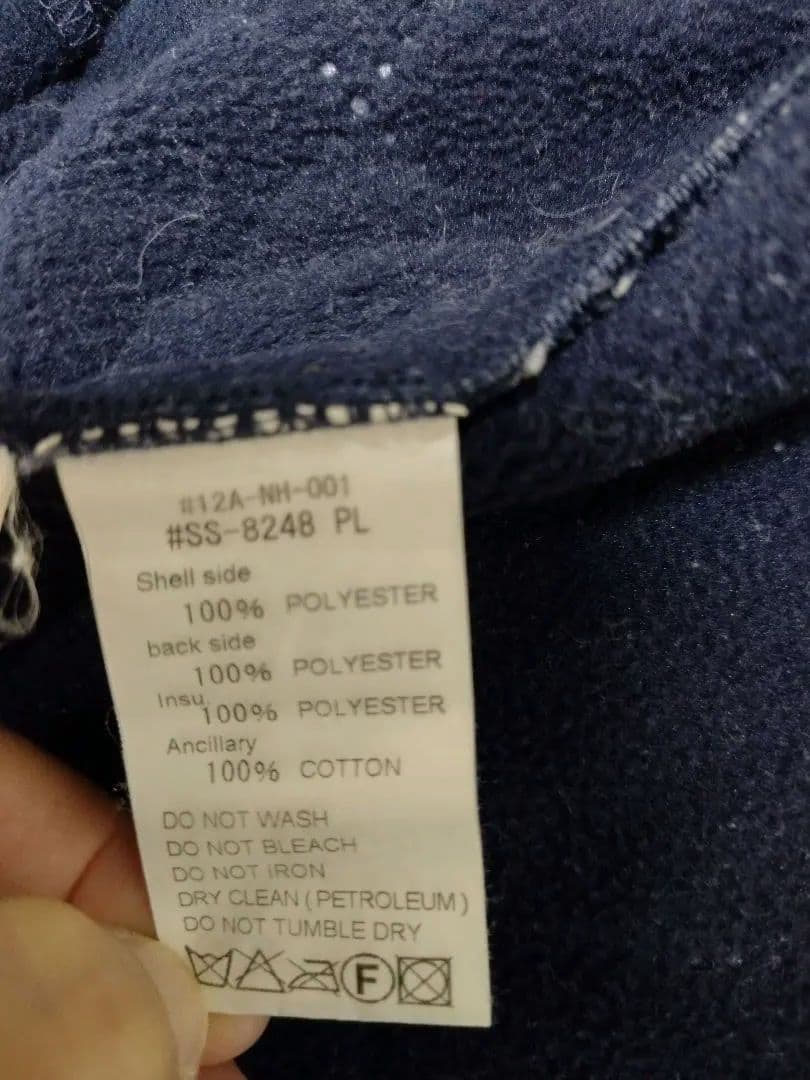 #12A-NH-001
#SS-8248 PL
Shell side
100% POLYESTER
back side
100% POLYESTER
Insu.
100% POLYESTER
Ancillary
100% COTTON
DO NOT WASH
DO NOT BLEACH
DO NOT IRON
DRY CLEAN (PETROLEUM)
DO NOT TUMBLE DRY
F